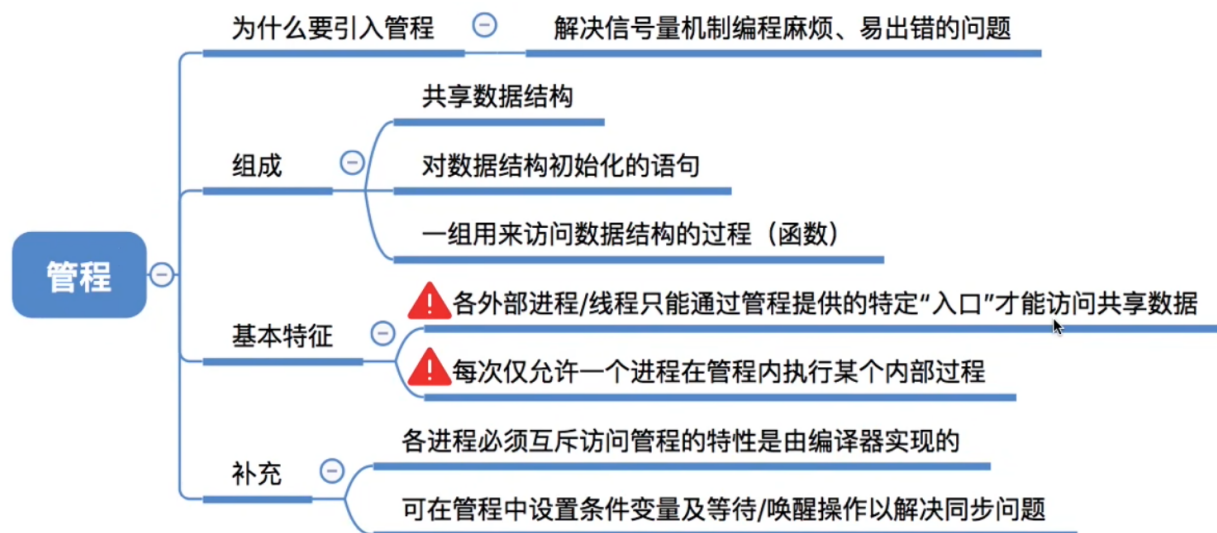 为什么要引入管程
解决信号量机制编程麻烦、易出错的问题
共享数据结构
组成
对数据结构初始化的语句
一组用来访问数据结构的过程（函数）
管程
各外部进程/线程只能通过管程提供的特定“入口”才能访问共享数据
基本特征
每次仅允许一个进程在管程内执行某个内部过程
各进程必须互斥访问管程的特性是由编译器实现的
补充
可在管程中设置条件变量及等待/唤醒操作以解决同步问题